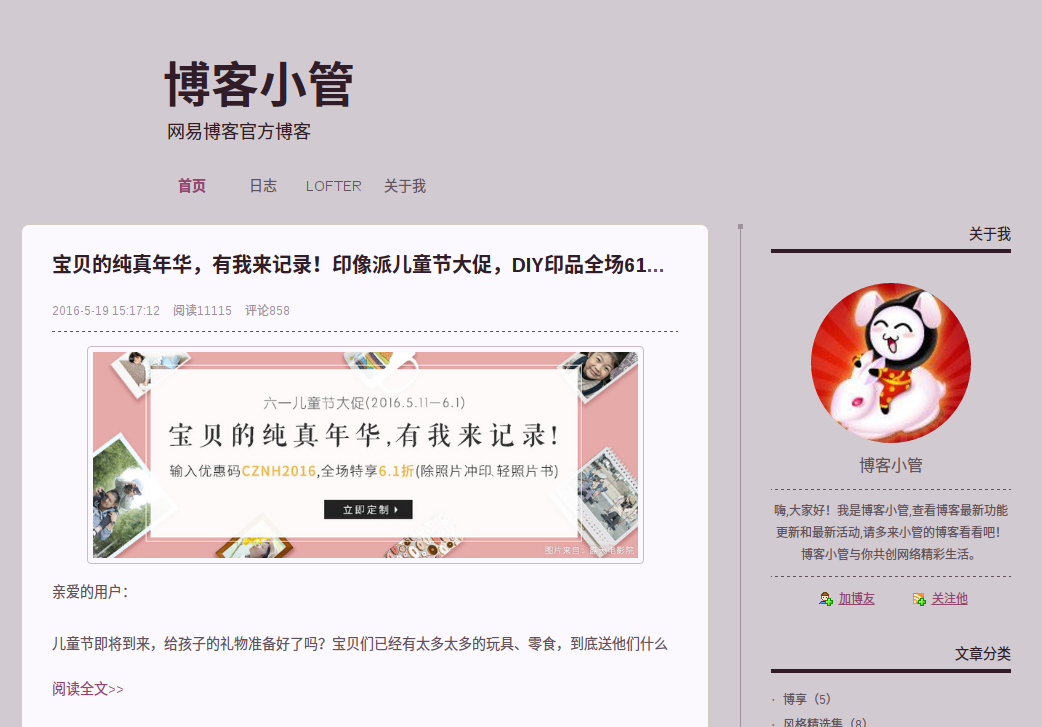 博客小管
网易博客官方博客
首页 日志 LOFTER 关于我
宝贝的纯真年华，有我来记录！印像派儿童节大促，DIY印品全场61...
2016-5-19 15:17:12 阅读11115 评论858
六一儿童节大促(2016.5.11—6.1)
宝贝的纯真年华,有我来记录!
输入优惠码CZNH2016,全场特享6.1折(除照片冲印.轻照片书)
立即定制
亲爱的用户：
儿童节即将到来，给孩子的礼物准备好了吗？宝贝们已经有太多太多的玩具、零食，到底送他们什么
阅读全文>>
关于我
博客小管
嗨,大家好！我是博客小管,查看博客最新功能
更新和最新活动,请多来小管的博客看看吧！
博客小管与你共创网络精彩生活。
加博友 关注他
文章分类
· 博享（5）
· 风格精选集（8）